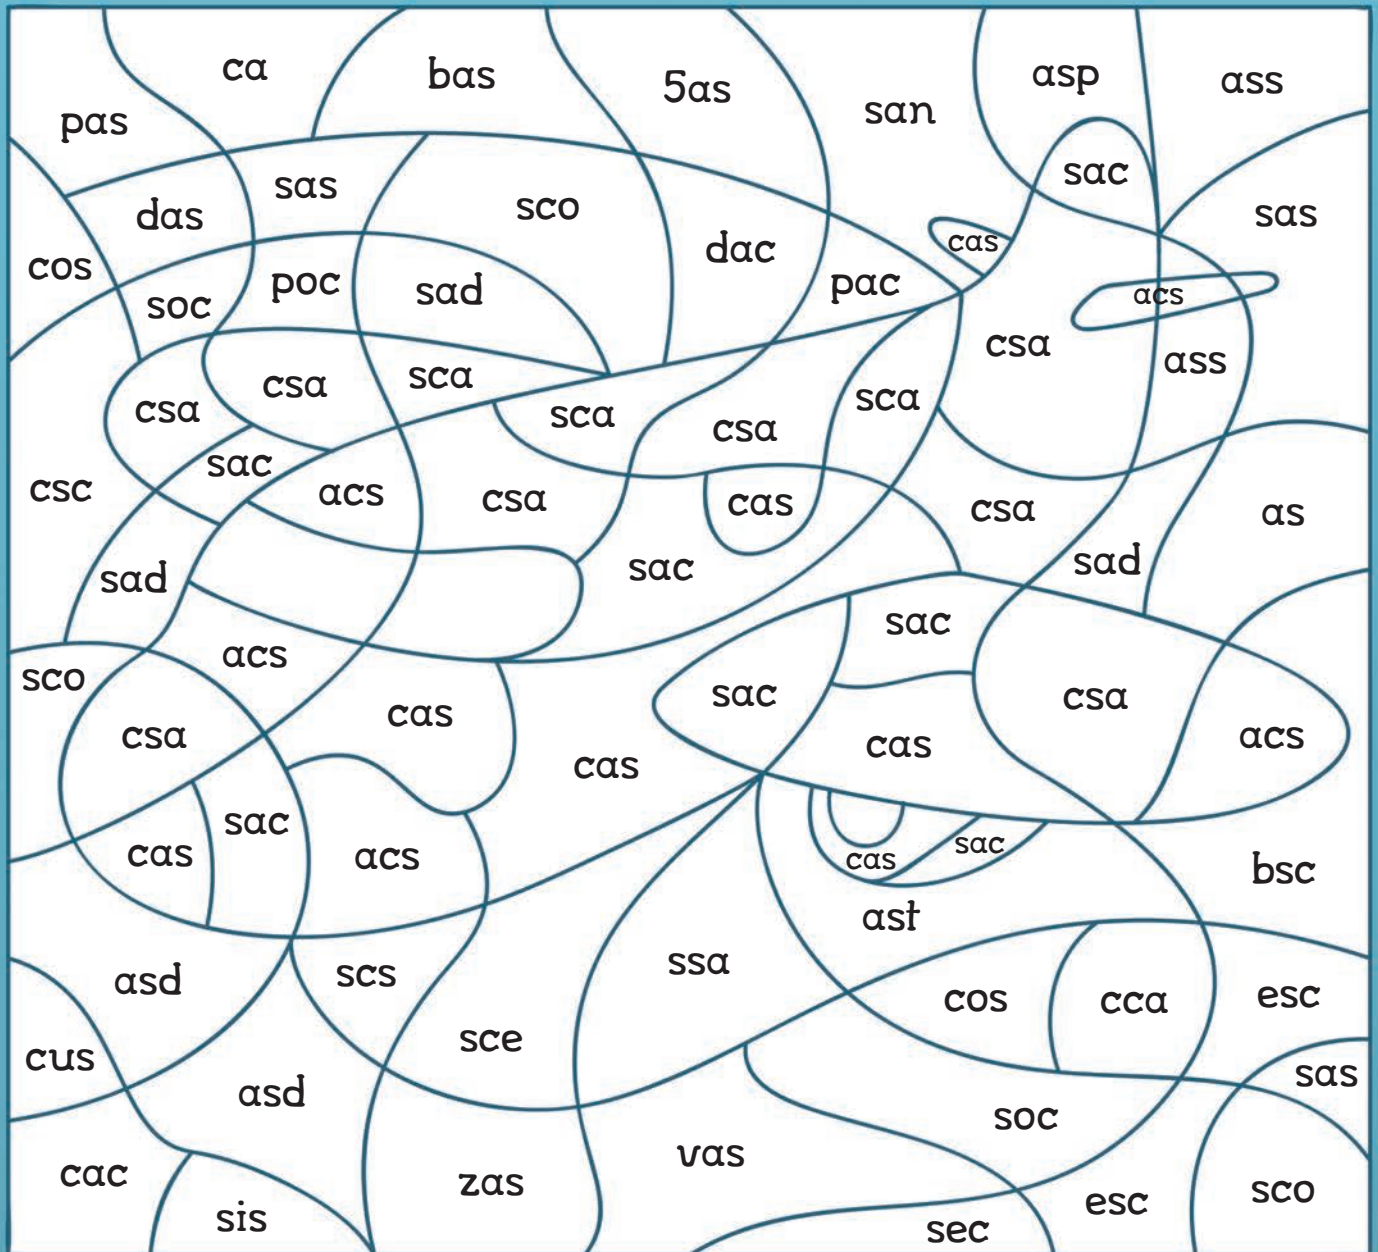 ca
bas
5as
asp
ass
pas
san
sac
das
sas
sco
sas
cos
dac
cas
soc
poc
sad
pac
acs
csa
ass
csa
csa
sca
sca
sca
csa
csc
sac
acs
csa
cas
csa
as
sad
sac
sad
sco
acs
sac
csa
cas
sac
csa
acs
cas
cas
cas
sac
acs
cas
sac
bsc
ast
asd
scs
ssa
cos
cca
esc
cus
sce
asd
sas
soc
cac
sis
zas
vas
sec
esc
sco